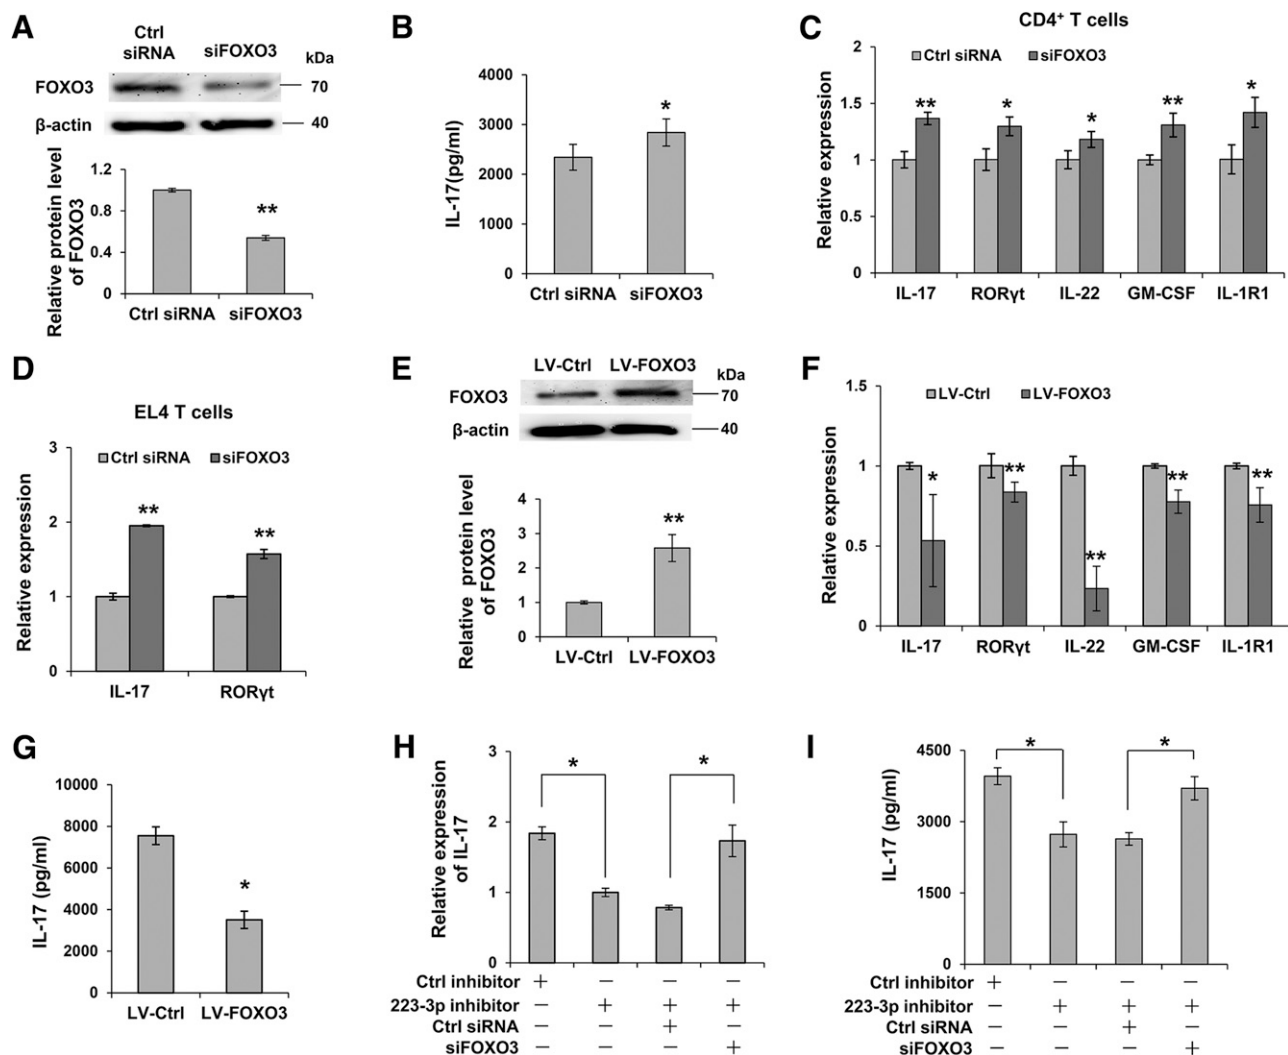 A
Ctrl siRNA
siFOXO3
kDa
FOXO3
70
β-actin
40
Relative protein level of FOXO3
1.2
0.8
0.4
0
**
Ctrl siRNA
siFOXO3
B
IL-17(pg/ml)
4000
3000
2000
1000
0
*
Ctrl siRNA
siFOXO3
C
CD4⁺ T cells
Ctrl siRNA
siFOXO3
Relative expression
2
1.5
1
0.5
0
**
*
*
**
*
IL-17
RORγt
IL-22
GM-CSF
IL-1R1
D
EL4 T cells
Ctrl siRNA
siFOXO3
Relative expression
3
2
1
0
**
**
IL-17
RORγt
E
LV-Ctrl
LV-FOXO3
kDa
FOXO3
70
β-actin
40
Relative protein level of FOXO3
4
3
2
1
0
**
LV-Ctrl
LV-FOXO3
F
LV-Ctrl
LV-FOXO3
Relative expression
1.5
1
0.5
0
*
**
**
**
**
IL-17
RORγt
IL-22
GM-CSF
IL-1R1
G
IL-17 (pg/ml)
10000
8000
6000
4000
2000
0
*
LV-Ctrl
LV-FOXO3
H
Relative expression of IL-17
3
2
1
0
*
*
Ctrl inhibitor + − − −
223-3p inhibitor − + + +
Ctrl siRNA − − + −
siFOXO3 − − − +
I
IL-17 (pg/ml)
4500
3000
1500
0
*
*
Ctrl inhibitor + − − −
223-3p inhibitor − + + +
Ctrl siRNA − − + −
siFOXO3 − − − +